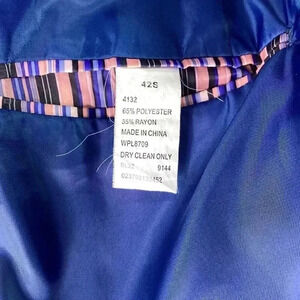 42S
4132
65% POLYESTER
35% RAYON
MADE IN CHINA
WPL8709
DRY CLEAN ONLY
9144